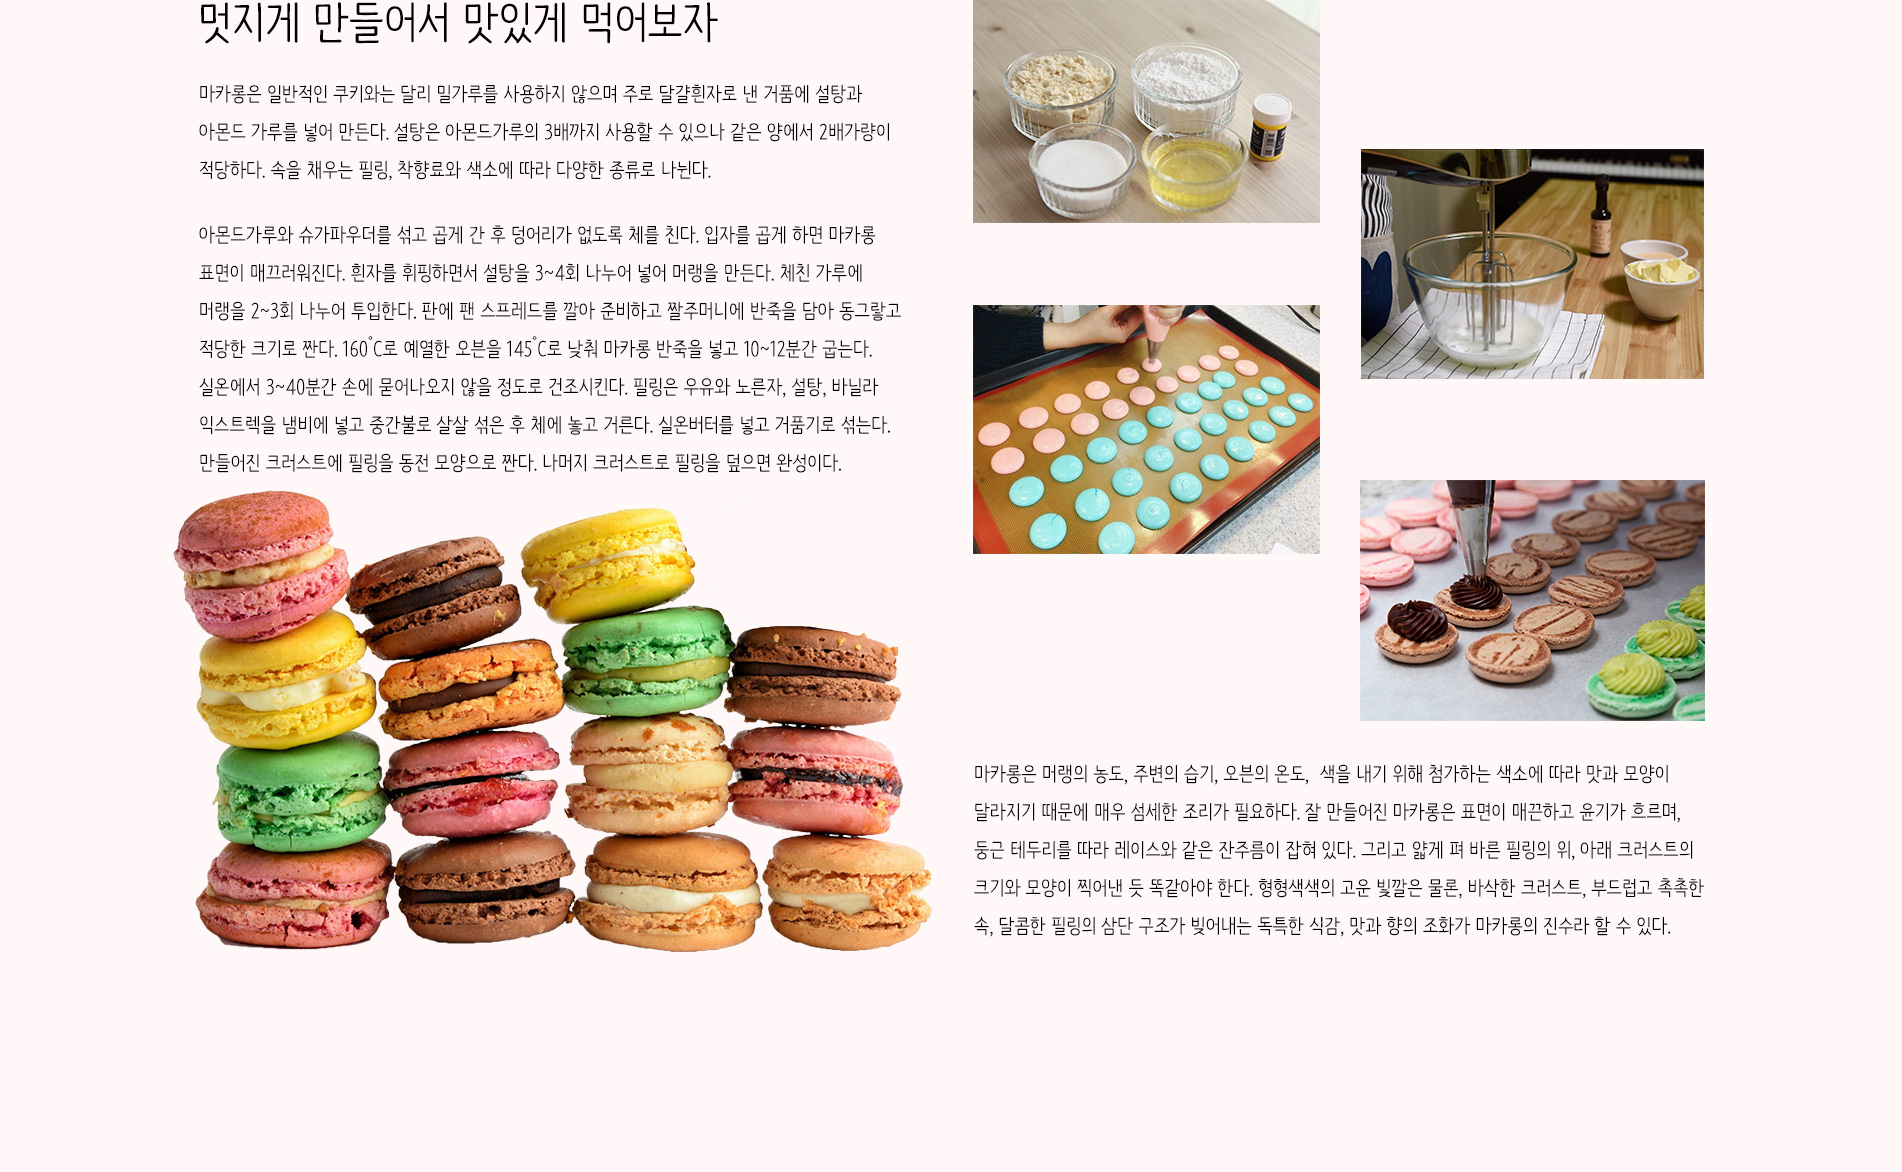 멋지게 만들어서 맛있게 먹어보자
마카롱은 일반적인 쿠키와는 달리 밀가루를 사용하지 않으며 주로 달걀흰자로 낸 거품에 설탕과
아몬드 가루를 넣어 만든다. 설탕은 아몬드가루의 3배까지 사용할 수 있으나 같은 양에서 2배가량이
적당하다. 속을 채우는 필링, 착향료와 색소에 따라 다양한 종류로 나뉜다.
아몬드가루와 슈가파우더를 섞고 곱게 간 후 덩어리가 없도록 체를 친다. 입자를 곱게 하면 마카롱
표면이 매끄러워진다. 흰자를 휘핑하면서 설탕을 3~4회 나누어 넣어 머랭을 만든다. 체친 가루에
머랭을 2~3회 나누어 투입한다. 판에 팬 스프레드를 깔아 준비하고 짤주머니에 반죽을 담아 동그랗고
적당한 크기로 짠다. 160˚C로 예열한 오븐을 145˚C로 낮춰 마카롱 반죽을 넣고 10~12분간 굽는다.
실온에서 3~40분간 손에 묻어나오지 않을 정도로 건조시킨다. 필링은 우유와 노른자, 설탕, 바닐라
익스트렉을 냄비에 넣고 중간불로 살살 섞은 후 체에 놓고 거른다. 실온버터를 넣고 거품기로 섞는다.
만들어진 크러스트에 필링을 동전 모양으로 짠다. 나머지 크러스트로 필링을 덮으면 완성이다.
마카롱은 머랭의 농도, 주변의 습기, 오븐의 온도,  색을 내기 위해 첨가하는 색소에 따라 맛과 모양이
달라지기 때문에 매우 섬세한 조리가 필요하다. 잘 만들어진 마카롱은 표면이 매끈하고 윤기가 흐르며,
둥근 테두리를 따라 레이스와 같은 잔주름이 잡혀 있다. 그리고 얇게 펴 바른 필링의 위, 아래 크러스트의
크기와 모양이 찍어낸 듯 똑같아야 한다. 형형색색의 고운 빛깔은 물론, 바삭한 크러스트, 부드럽고 촉촉한
속, 달콤한 필링의 삼단 구조가 빚어내는 독특한 식감, 맛과 향의 조화가 마카롱의 진수라 할 수 있다.